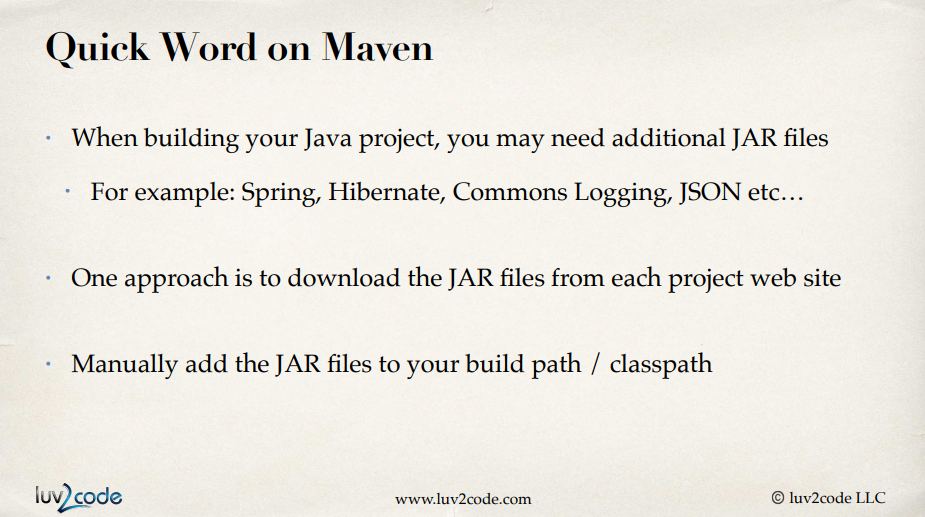 Quick Word on Maven
• When building your Java project, you may need additional JAR files
• For example: Spring, Hibernate, Commons Logging, JSON etc…
• One approach is to download the JAR files from each project web site
• Manually add the JAR files to your build path / classpath
luv2code
www.luv2code.com
© luv2code LLC